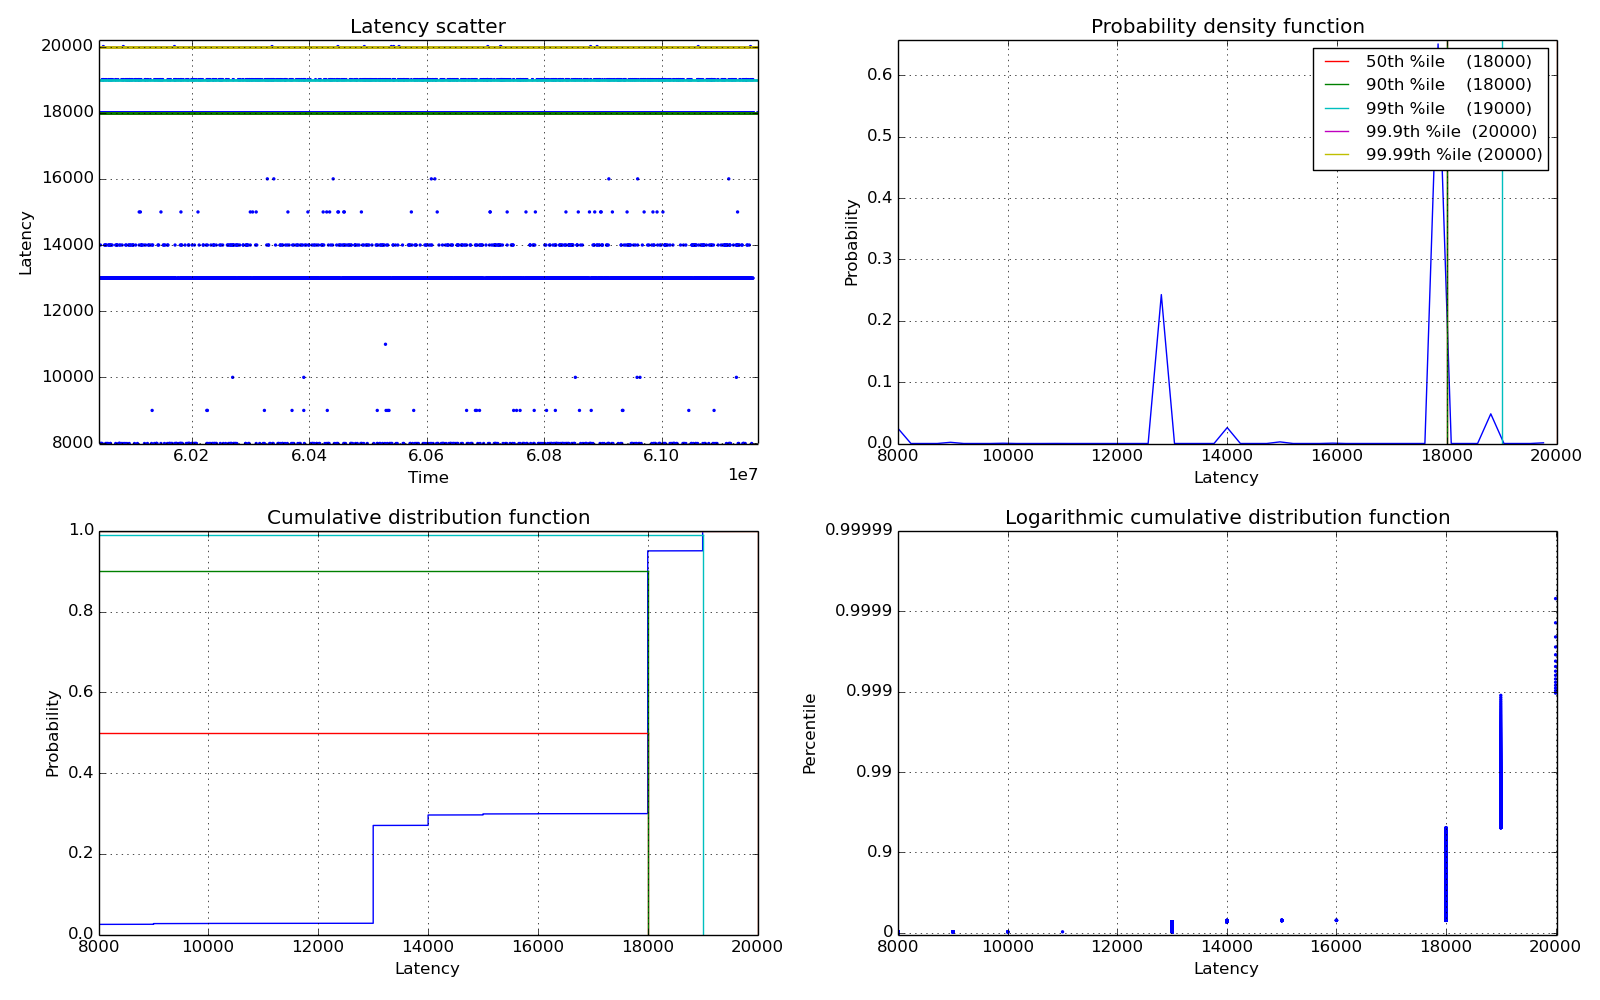 Latency scatter
20000
18000
16000
14000
12000
10000
8000
Latency
6.02
6.04
6.06
6.08
6.10
1e7
Time
Probability density function
0.6
0.5
0.4
0.3
0.2
0.1
0.0
Probability
50th %ile (18000)
90th %ile (18000)
99th %ile (19000)
99.9th %ile (20000)
99.99th %ile (20000)
8000
10000
12000
14000
16000
18000
20000
Latency
Cumulative distribution function
1.0
0.8
0.6
0.4
0.2
0.0
Probability
8000
10000
12000
14000
16000
18000
20000
Latency
Logarithmic cumulative distribution function
0.99999
0.9999
0.999
0.99
0.9
0
Percentile
8000
10000
12000
14000
16000
18000
20000
Latency